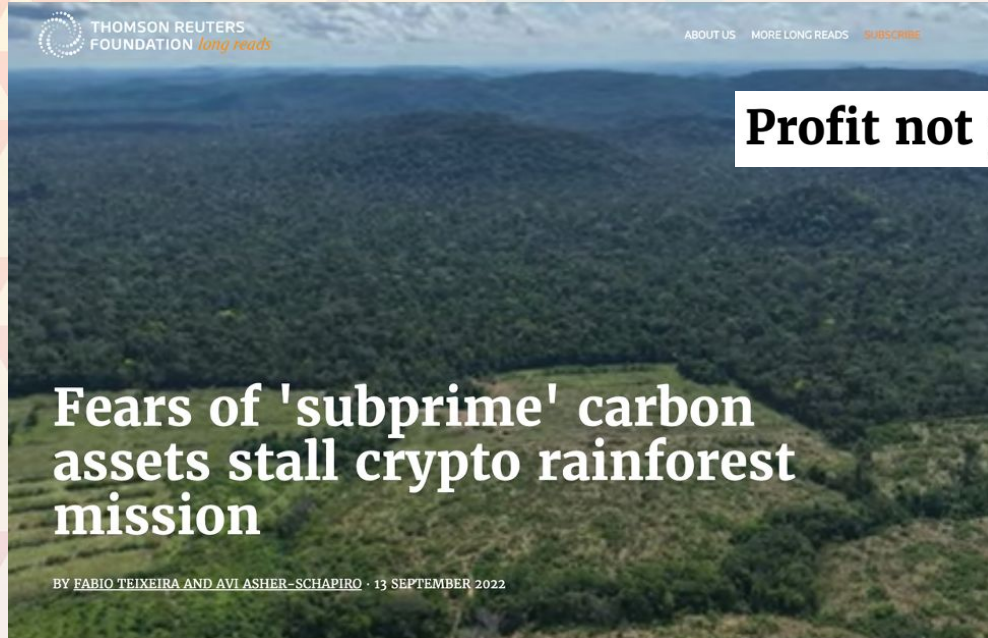 THOMSON REUTERS
FOUNDATION long reads
ABOUT US MORE LONG READS SUBSCRIBE
Profit not
Fears of 'subprime' carbon
assets stall crypto rainforest
mission
BY FABIO TEIXEIRA AND AVI ASHER-SCHAPIRO · 13 SEPTEMBER 2022